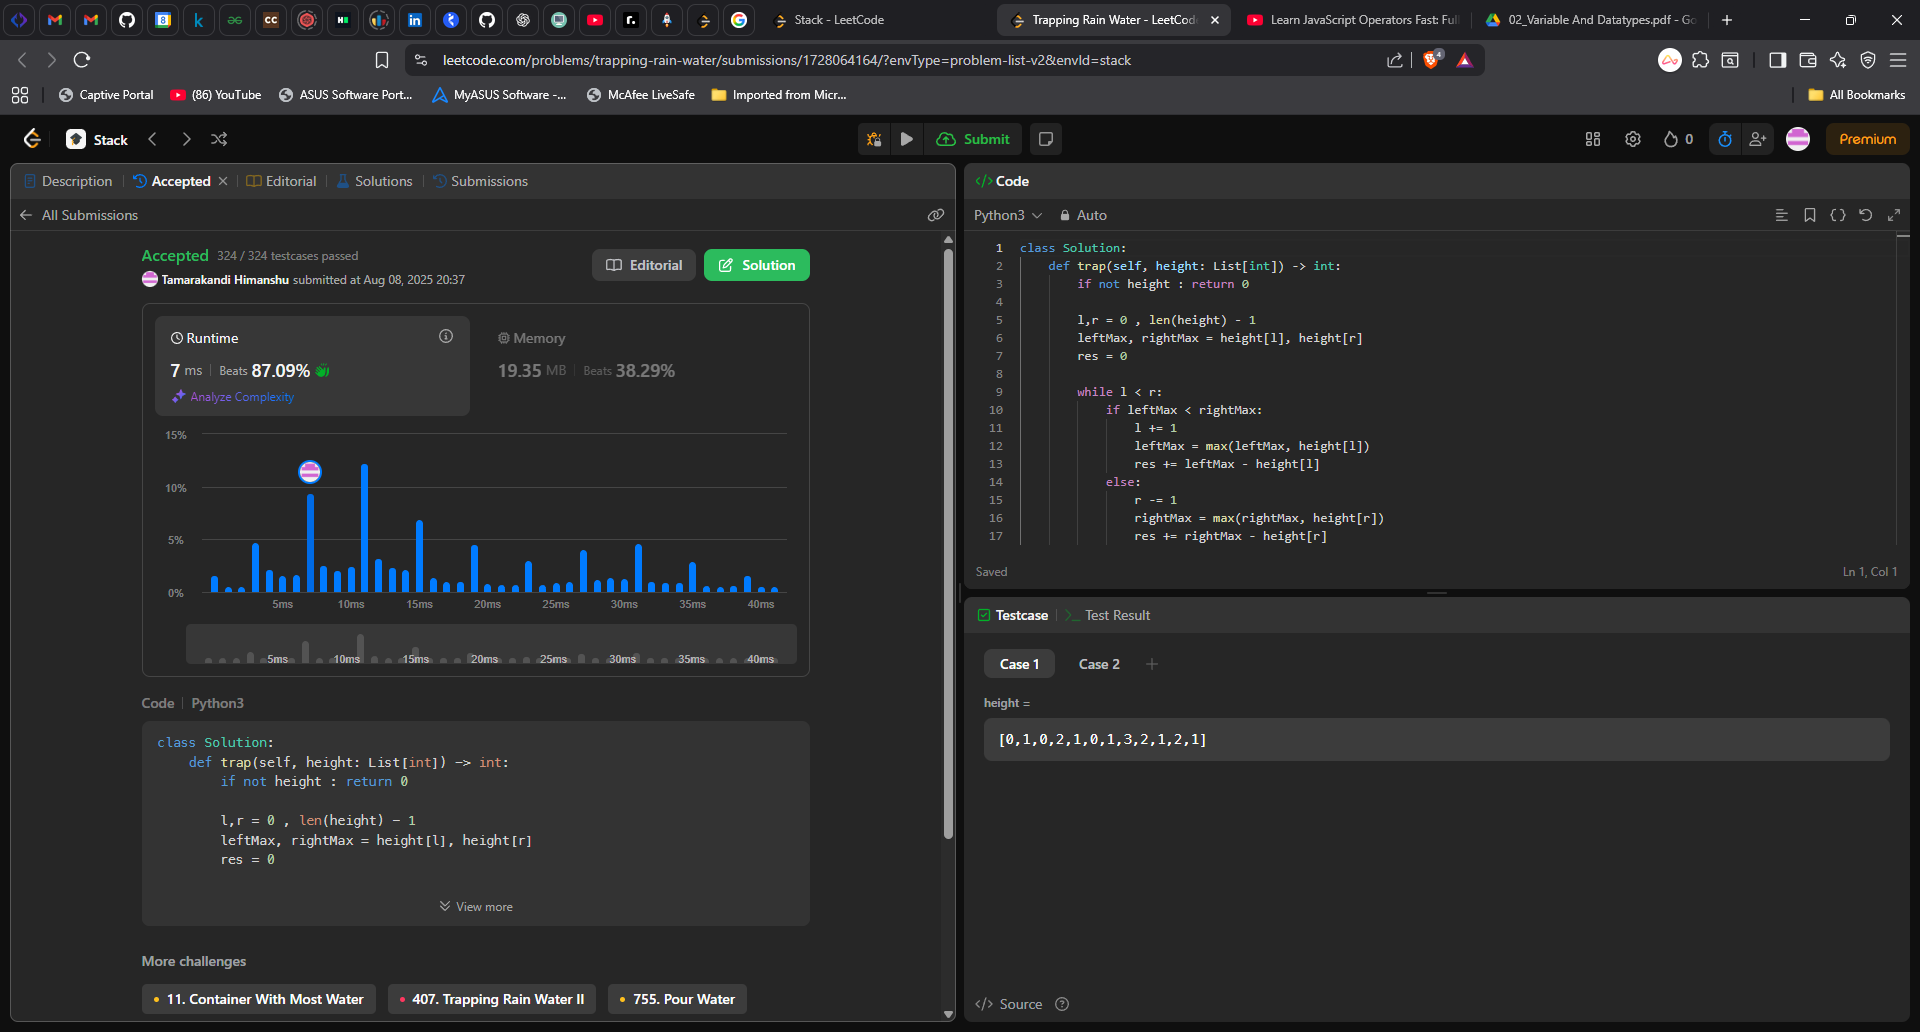 Stack - LeetCode
Trapping Rain Water - LeetCode
Learn JavaScript Operators Fast: Full
02_Variable And Datatypes.pdf - Go
leetcode.com/problems/trapping-rain-water/submissions/1728064164/?envType=problem-list-v2&envId=stack
4
Captive Portal
(86) YouTube
ASUS Software Port...
MyASUS Software -...
McAfee LiveSafe
Imported from Micr...
All Bookmarks
Stack
Submit
0
Premium
Description
Accepted
Editorial
Solutions
Submissions
All Submissions
Accepted 324 / 324 testcases passed
Tamarakandi Himanshu submitted at Aug 08, 2025 20:37
Editorial
Solution
Runtime
7 ms | Beats 87.09%
Analyze Complexity
Memory
19.35 MB | Beats 38.29%
15%
10%
5%
0%
5ms 10ms 15ms 20ms 25ms 30ms 35ms 40ms
5ms 10ms 15ms 20ms 25ms 30ms 35ms 40ms
Code | Python3
class Solution:
def trap(self, height: List[int]) -> int:
if not height : return 0
l,r = 0 , len(height) - 1
leftMax, rightMax = height[l], height[r]
res = 0
View more
More challenges
11. Container With Most Water
407. Trapping Rain Water II
755. Pour Water
</> Code
Python3
Auto
1 class Solution:
2 def trap(self, height: List[int]) -> int:
3 if not height : return 0
4
5 l,r = 0 , len(height) - 1
6 leftMax, rightMax = height[l], height[r]
7 res = 0
8
9 while l < r:
10 if leftMax < rightMax:
11 l += 1
12 leftMax = max(leftMax, height[l])
13 res += leftMax - height[l]
14 else:
15 r -= 1
16 rightMax = max(rightMax, height[r])
17 res += rightMax - height[r]
Saved
Ln 1, Col 1
Testcase
Test Result
Case 1
Case 2
height =
[0,1,0,2,1,0,1,3,2,1,2,1]
</> Source